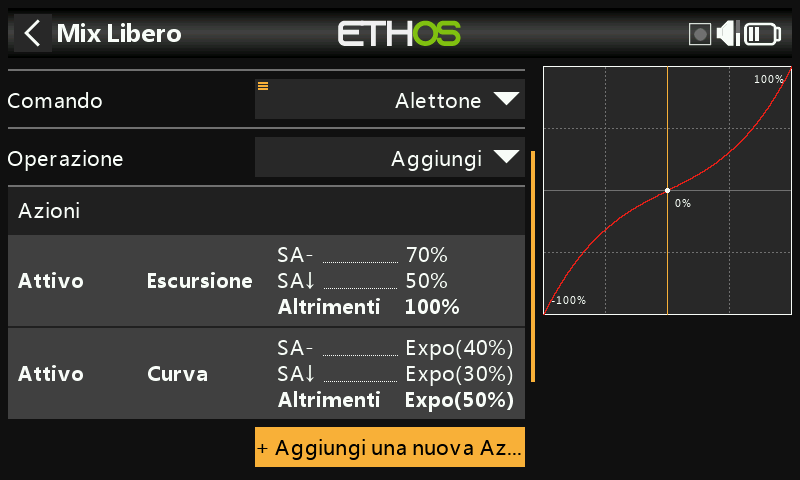 Mix Libero
ETHOS
Comando
Alettone
Operazione
Aggiungi
Azioni
Attivo Escursione
SA- 70%
SA↓ 50%
Altrimenti 100%
Attivo Curva
SA- Expo(40%)
SA↓ Expo(30%)
Altrimenti Expo(50%)
+ Aggiungi una nuova Az...
100%
0%
-100%